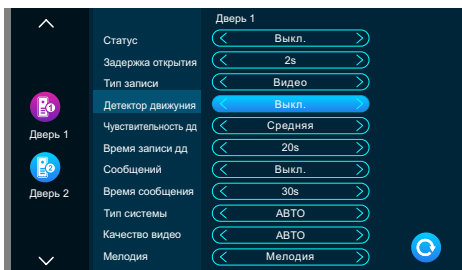 Дверь 1
Статус Выкл.
Задержка открытия 2s
Тип записи Видео
Детектор движуния Выкл.
Чувствительность дд Средняя
Дверь 1
Время записи дд 20s
Сообщений Выкл.
Дверь 2
Время сообщения 30s
Тип системы АВТО
Качество видео АВТО
Мелодия Мелодия